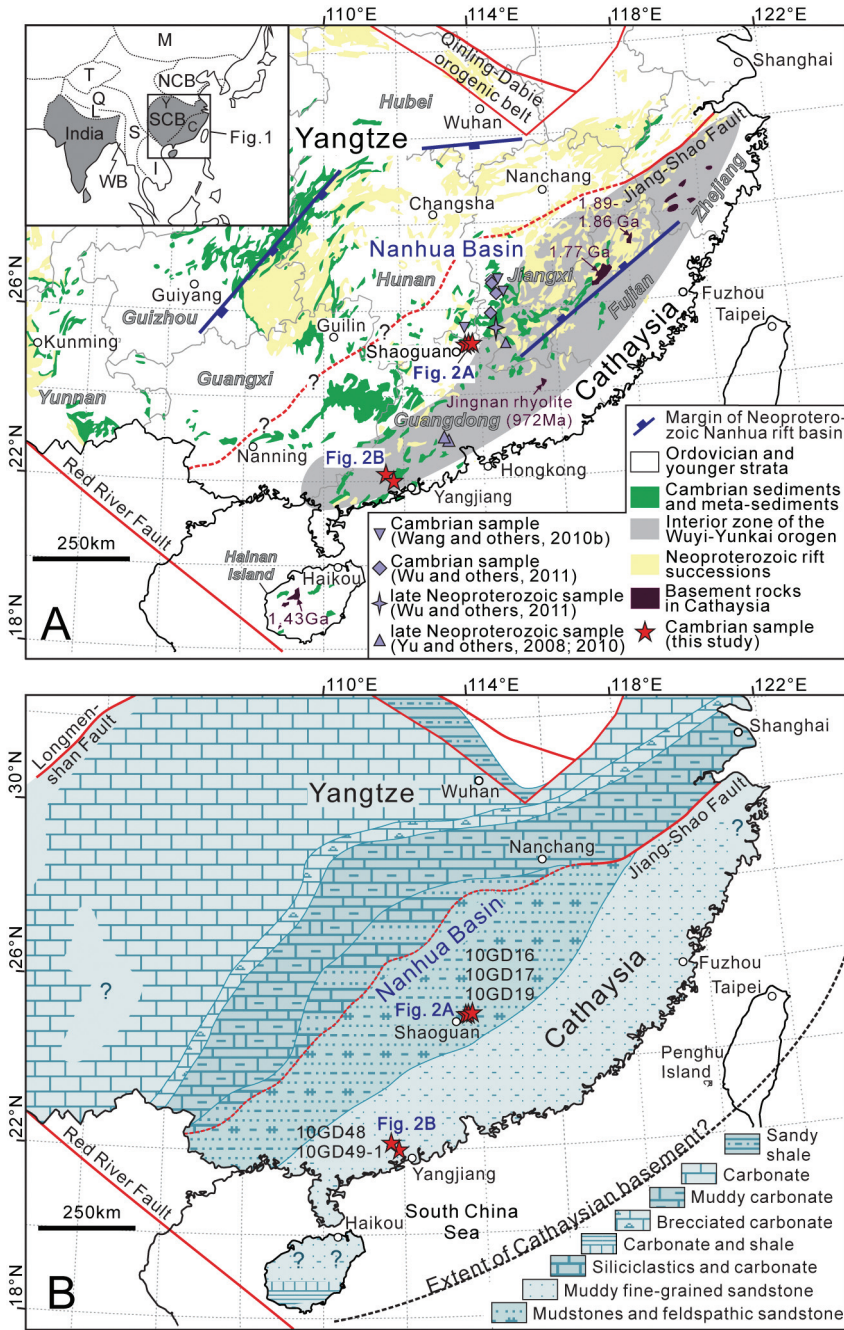 110°E
114°E
118°E
122°E
M
T
NCB
Q
L
Y
SCB
C
India
S
Fig.1
WB
I
Qinling-Dabie
orogenic belt
Shanghai
Hubei
Wuhan
Yangtze
Jiang-Shao Fault
Nanchang
Zhejiang
Changsha
1.89-
1.86 Ga
Nanhua Basin
1.77 Ga
Jiangxi
26°N
Hunan
Fujian
Guiyang
Fuzhou
Guizhou
Taipei
Guilin
?
Kunming
Shaoguan
Cathaysia
Fig. 2A
Guangxi
?
Yunnan
Jingnan rhyolite
(972Ma)
Guangdong
?
22°N
Nanning
Fig. 2B
Hongkong
Red River Fault
Yangjiang
250km
Hainan
Island
Haikou
1.43Ga
18°N
A
Cambrian sample
(Wang and others, 2010b)
Cambrian sample
(Wu and others, 2011)
late Neoproterozoic sample
(Wu and others, 2011)
late Neoproterozoic sample
(Yu and others, 2008; 2010)
Margin of Neoprotero-
zoic Nanhua rift basin
Ordovician and
younger strata
Cambrian sediments
and meta-sediments
Interior zone of the
Wuyi-Yunkai orogen
Neoproterozoic rift
successions
Basement rocks
in Cathaysia
Cambrian sample
(this study)
110°E
114°E
118°E
122°E
Longmen-
shan Fault
Shanghai
30°N
Yangtze
Wuhan
Jiang-Shao Fault
?
Nanchang
Nanhua Basin
26°N
10GD16
10GD17
10GD19
?
Fuzhou
Cathaysia
Taipei
Fig. 2A
Shaoguan
Penghu
Island
22°N
Fig. 2B
10GD48
10GD49-1
Yangjiang
Red River Fault
250km
South China
Sea
Haikou
? ?
Extent of Cathaysian basement?
18°N
B
Sandy
shale
Carbonate
Muddy carbonate
Brecciated carbonate
Carbonate and shale
Siliciclastics and carbonate
Muddy fine-grained sandstone
Mudstones and feldspathic sandstone